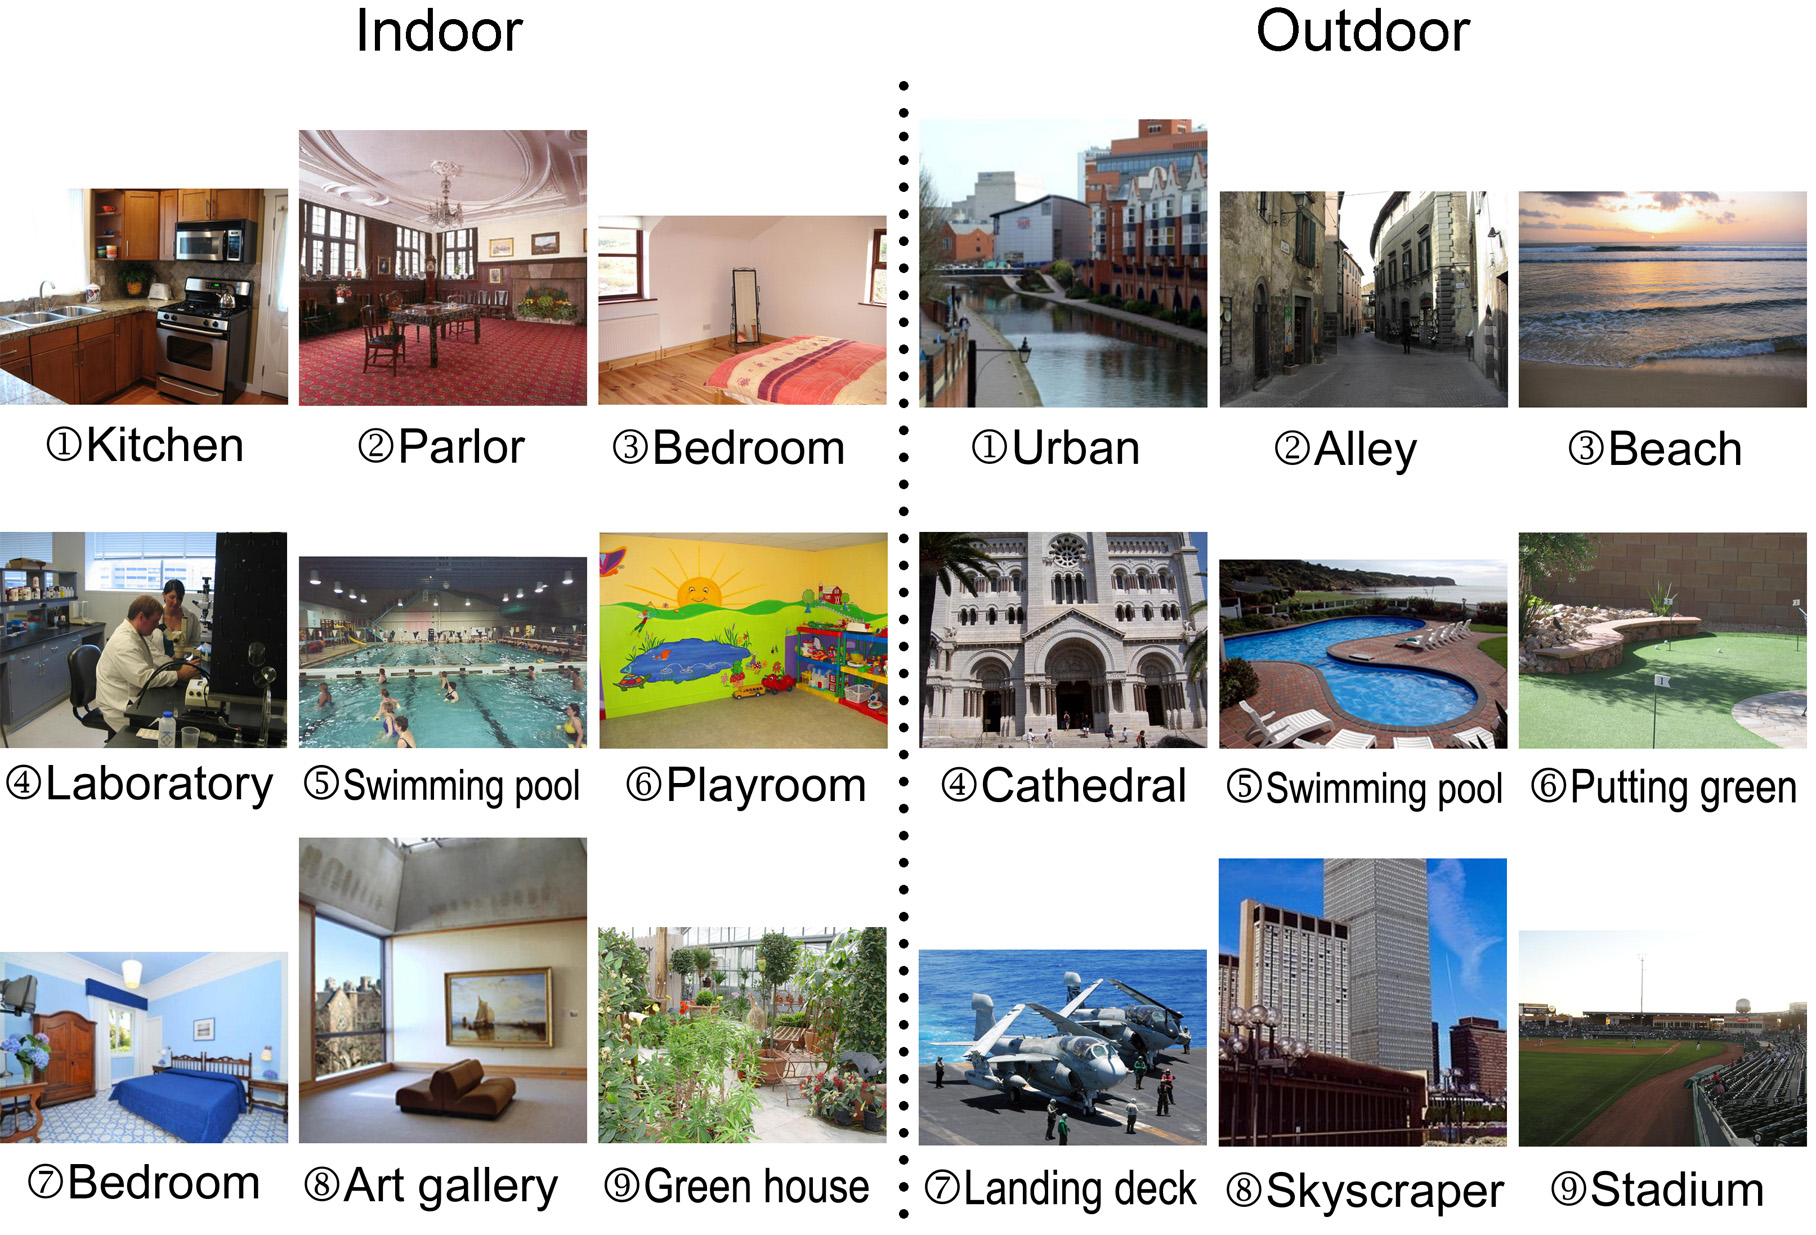 Indoor
Outdoor
①Kitchen
②Parlor
③Bedroom
①Urban
②Alley
③Beach
④Laboratory
⑤Swimming pool
⑥Playroom
④Cathedral
⑤Swimming pool
⑥Putting green
⑦Bedroom
⑧Art gallery
⑨Green house
⑦Landing deck
⑧Skyscraper
⑨Stadium